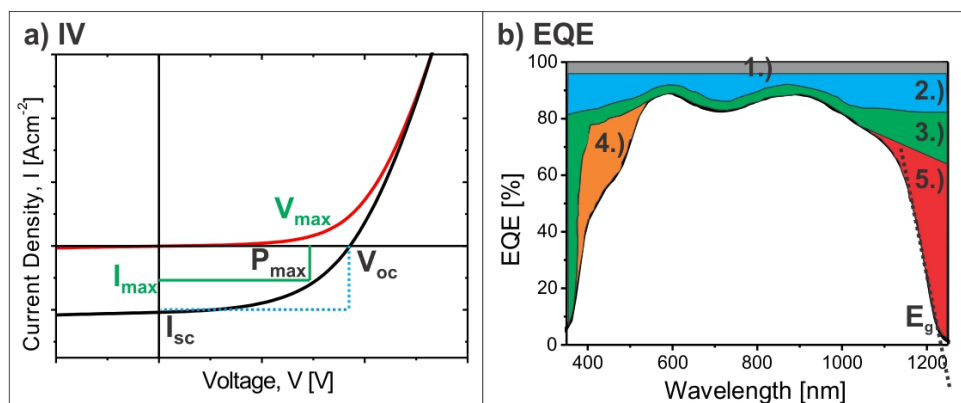 a) IV
Current Density, I [Acm-2]
Vmax
Pmax
Voc
Imax
Isc
Voltage, V [V]
b) EQE
EQE [%]
100
80
60
40
20
0
1.)
2.)
3.)
4.)
5.)
Eg
400
600
800
1000
1200
Wavelength [nm]